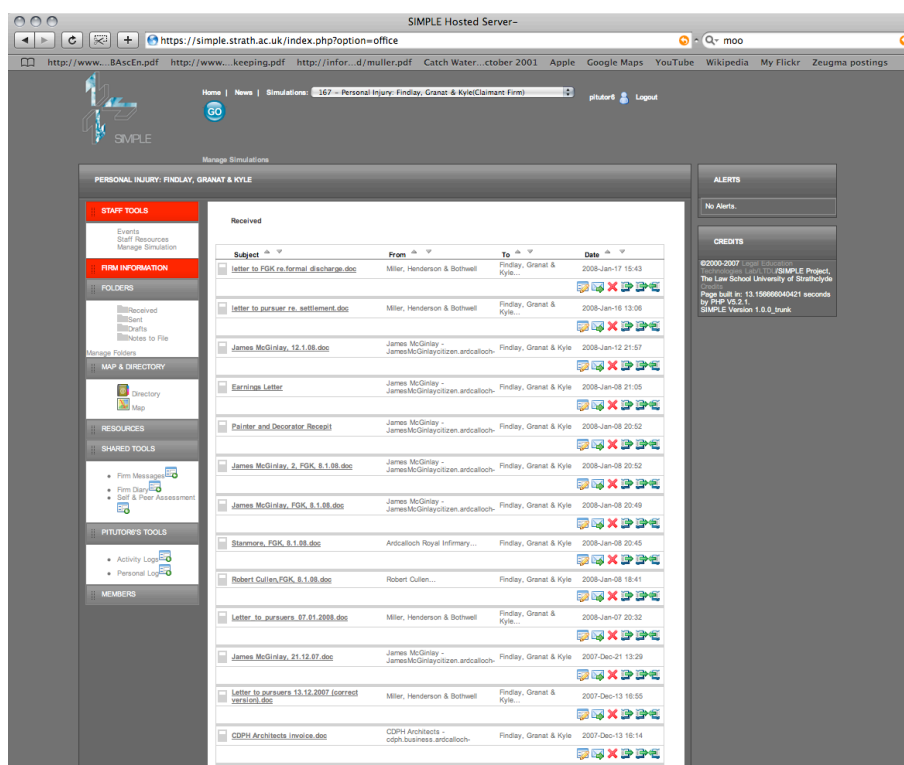 SIMPLE Hosted Server-
https://simple.strath.ac.uk/index.php?option=office
moo
http://www....BAscEn.pdf http://www....keeping.pdf http://infor...d/muller.pdf Catch Water...ctober 2001 Apple Google Maps YouTube Wikipedia My Flickr Zeugma postings
Home | News | Simulations: 167 - Personal Injury: Findlay, Granat & Kyle(Claimant Firm)
pitutor6 Logout
GO
SIMPLE
Manage Simulations
PERSONAL INJURY: FINDLAY, GRANAT & KYLE
STAFF TOOLS
Events
Staff Resources
Manage Simulation
FIRM INFORMATION
FOLDERS
Received
Sent
Drafts
Notes to File
Manage Folders
MAP & DIRECTORY
Directory
Map
RESOURCES
SHARED TOOLS
• Firm Messages
• Firm Diary
• Self & Peer Assessment
PITUTOR6'S TOOLS
• Activity Logs
• Personal Log
MEMBERS
Received
Subject From To Date
letter to FGK re.formal discharge.doc Miller, Henderson & Bothwell Findlay, Granat & Kyle... 2008-Jan-17 15:43
letter to pursuer re. settlement.doc Miller, Henderson & Bothwell Findlay, Granat & Kyle... 2008-Jan-16 13:06
James McGinlay, 12.1.08.doc James McGinlay - JamesMcGinlaycitizen.ardcalloch- Findlay, Granat & Kyle 2008-Jan-12 21:57
Earnings Letter James McGinlay - JamesMcGinlaycitizen.ardcalloch- Findlay, Granat & Kyle 2008-Jan-08 21:05
Painter and Decorator Recepit James McGinlay - JamesMcGinlaycitizen.ardcalloch- Findlay, Granat & Kyle 2008-Jan-08 20:52
James McGinlay, 2, FGK, 8.1.08.doc James McGinlay - JamesMcGinlaycitizen.ardcalloch- Findlay, Granat & Kyle 2008-Jan-08 20:52
James McGinlay, FGK, 8.1.08.doc James McGinlay - JamesMcGinlaycitizen.ardcalloch- Findlay, Granat & Kyle 2008-Jan-08 20:49
Stanmore, FGK, 8.1.08.doc Ardcalloch Royal Infirmary... Findlay, Granat & Kyle 2008-Jan-08 20:45
Robert Cullen,FGK, 8.1.08.doc Robert Cullen... Findlay, Granat & Kyle 2008-Jan-08 18:41
Letter to pursuers 07.01.2008.doc Miller, Henderson & Bothwell Findlay, Granat & Kyle... 2008-Jan-07 20:32
James McGinlay, 21.12.07.doc James McGinlay - JamesMcGinlaycitizen.ardcalloch- Findlay, Granat & Kyle 2007-Dec-21 13:29
Letter to pursuers 13.12.2007 (correct version).doc Miller, Henderson & Bothwell Findlay, Granat & Kyle... 2007-Dec-13 16:55
CDPH Architects invoice.doc CDPH Architects - cdph.business.ardcalloch- Findlay, Granat & Kyle 2007-Dec-13 16:14
ALERTS
No Alerts.
CREDITS
©2000-2007 Legal Education
Technologies Lab(LTDL)/SIMPLE Project,
The Law School University of Strathclyde
Credits
Page built in: 13.156666040421 seconds
by PHP V5.2.1.
SIMPLE Version 1.0.0_trunk